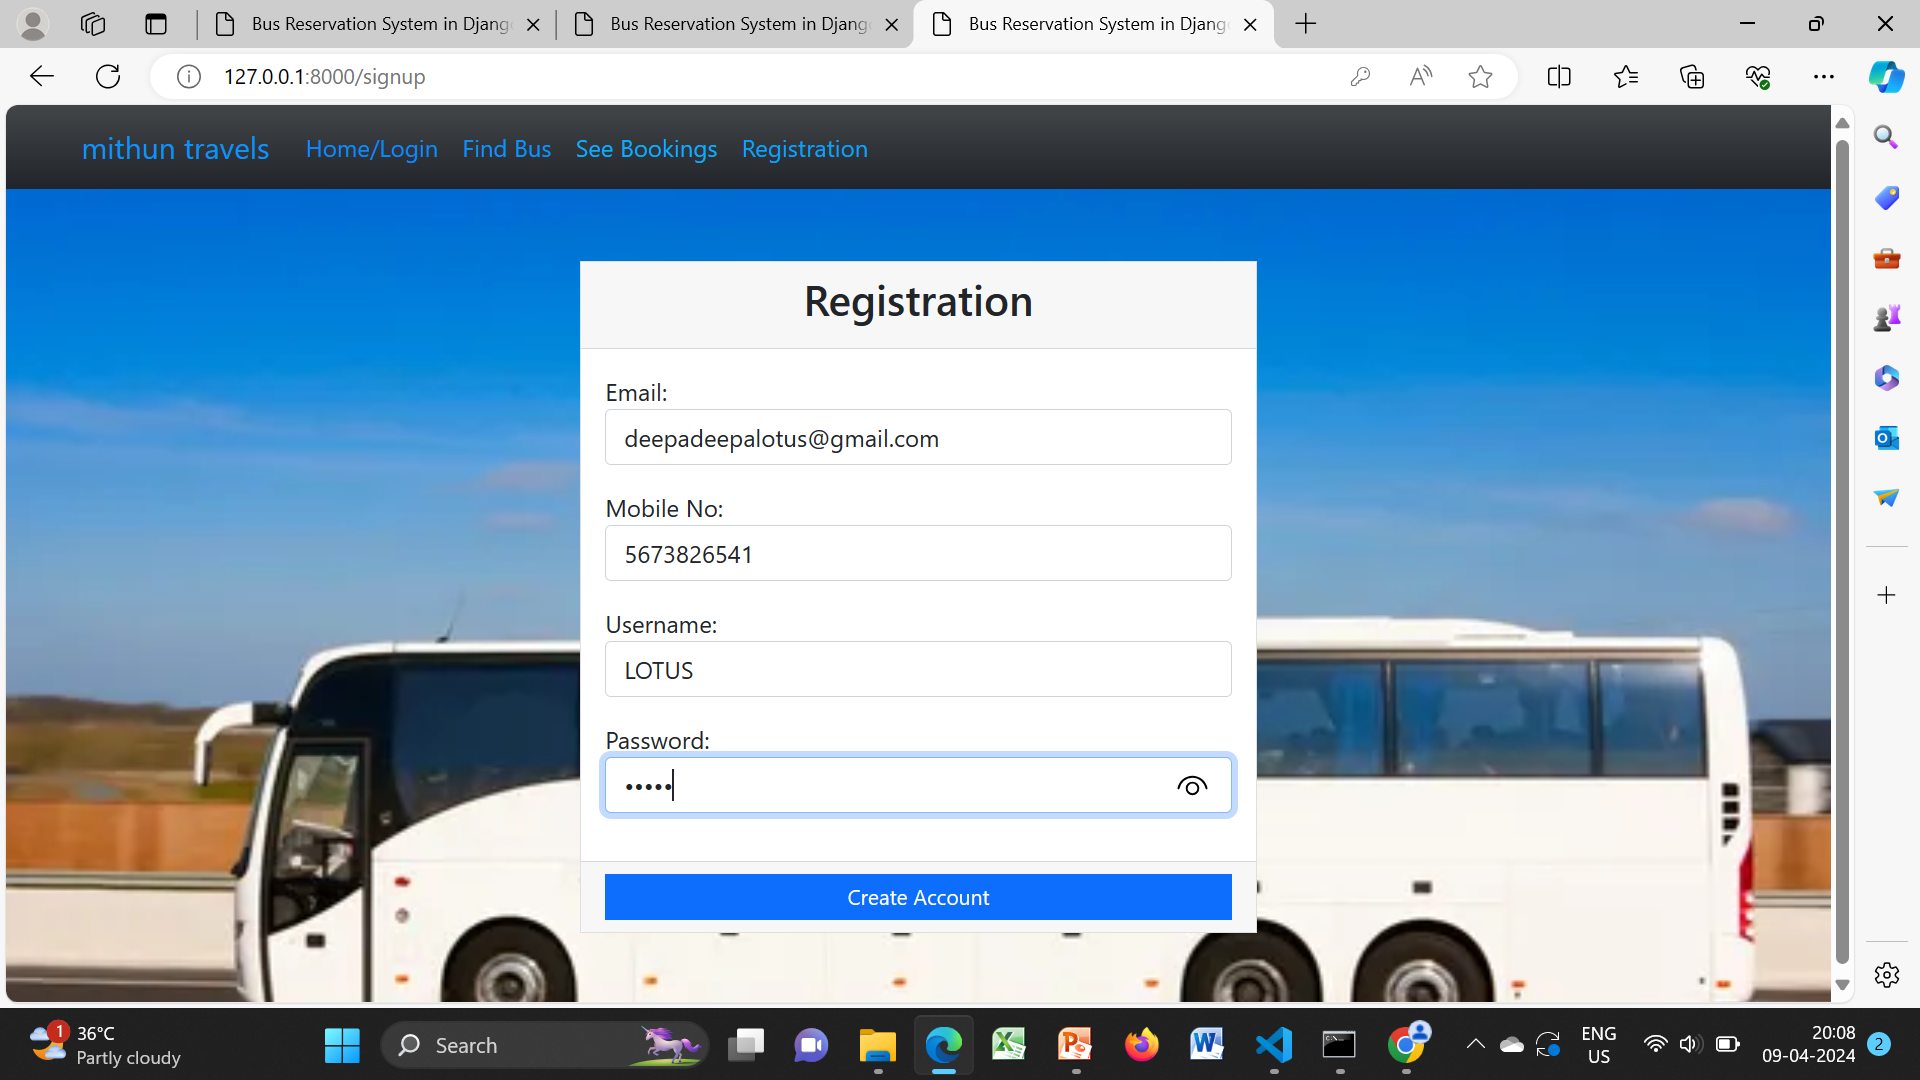 Bus Reservation System in Djang
Bus Reservation System in Djang
Bus Reservation System in Djang
127.0.0.1:8000/signup
mithun travels Home/Login Find Bus See Bookings Registration
Registration
Email:
deepadeepalotus@gmail.com
Mobile No:
5673826541
Username:
LOTUS
Password:
•••••
Create Account
1
36°C
Partly cloudy
Search
ENG
US
20:08
09-04-2024
2